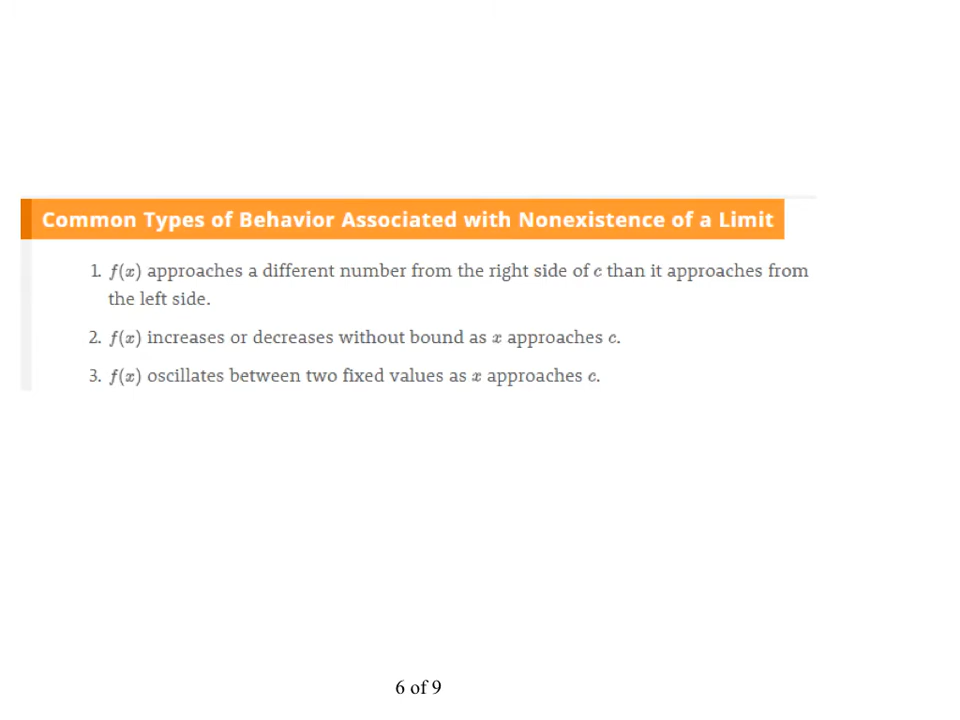 Common Types of Behavior Associated with Nonexistence of a Limit
1. f(x) approaches a different number from the right side of c than it approaches from
the left side.
2. f(x) increases or decreases without bound as x approaches c.
3. f(x) oscillates between two fixed values as x approaches c.
6 of 9